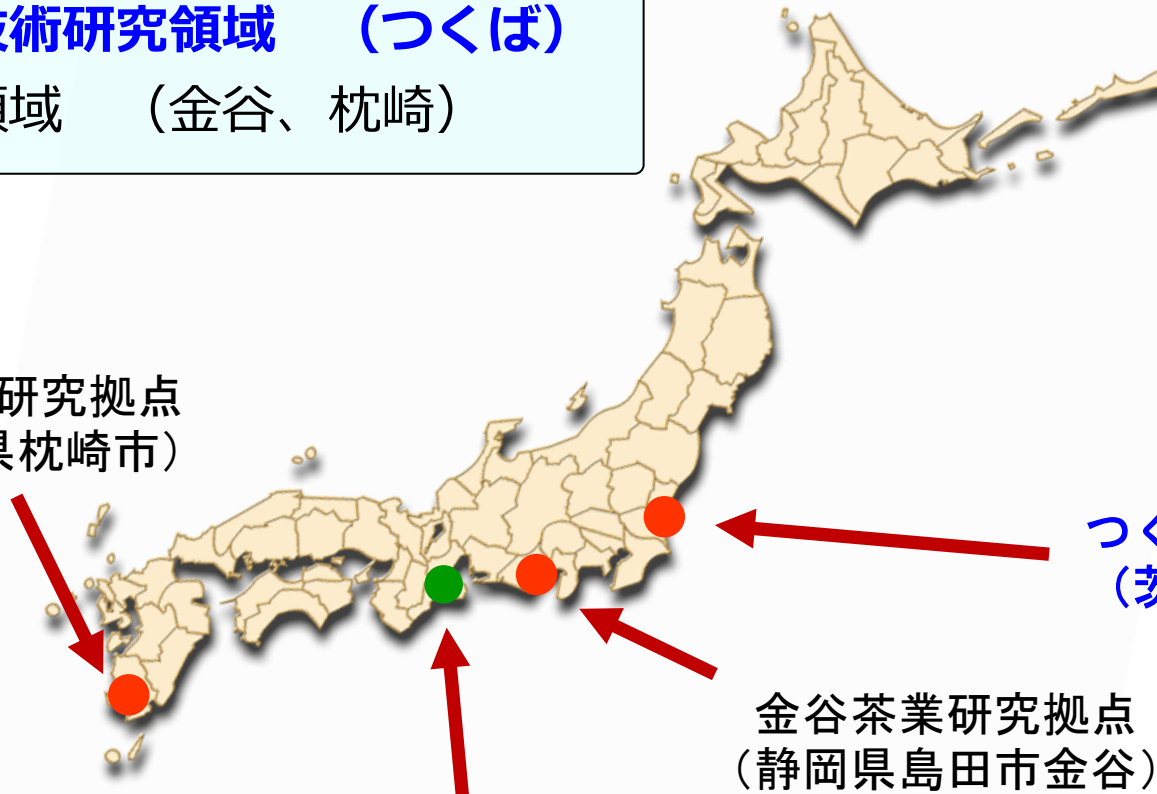 技術研究領域　（つくば）
領域　（金谷、枕崎）
研究拠点
県枕崎市）
つく
（茨
金谷茶業研究拠点
（静岡県島田市金谷）